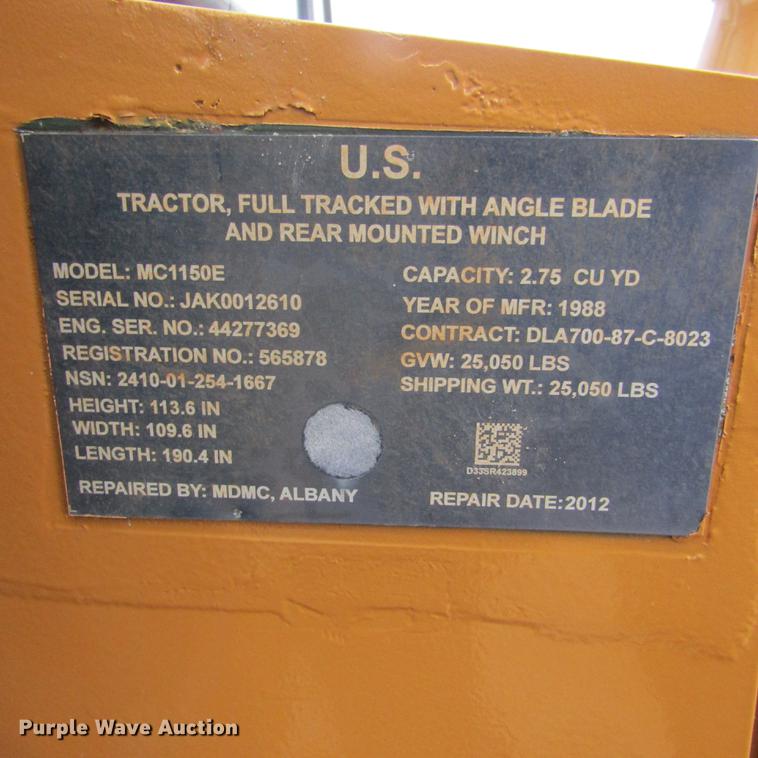 U.S.
TRACTOR, FULL TRACKED WITH ANGLE BLADE
AND REAR MOUNTED WINCH
MODEL: MC1150E
SERIAL NO.: JAK0012610
ENG. SER. NO.: 44277369
REGISTRATION NO.: 565878
NSN: 2410-01-254-1667
HEIGHT: 113.6 IN
WIDTH: 109.6 IN
LENGTH: 190.4 IN
REPAIRED BY: MDMC, ALBANY
CAPACITY: 2.75 CU YD
YEAR OF MFR: 1988
CONTRACT: DLA700-87-C-8023
GVW: 25,050 LBS
SHIPPING WT.: 25,050 LBS
D33SR423899
REPAIR DATE:2012
Purple Wave Auction